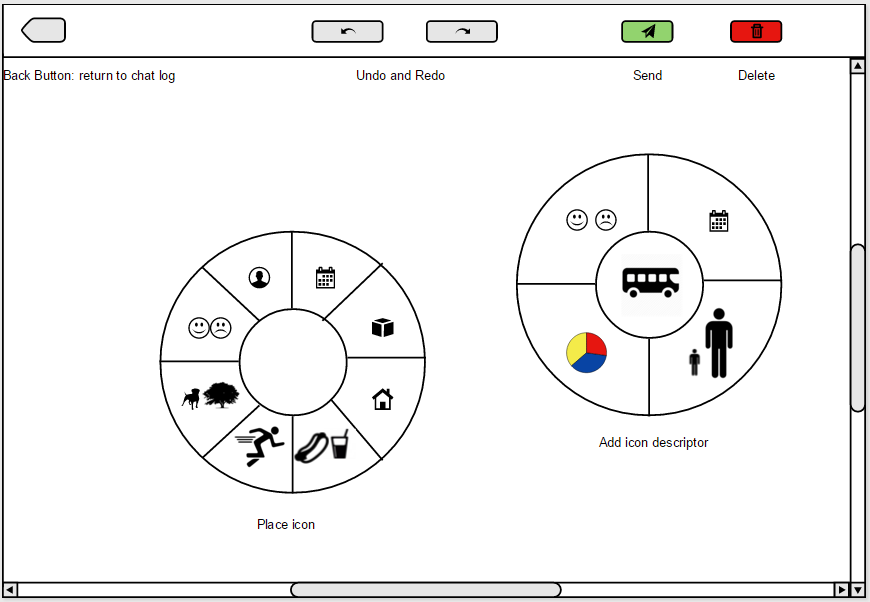 Back Button: return to chat log
Undo and Redo
Send
Delete
Add icon descriptor
Place icon